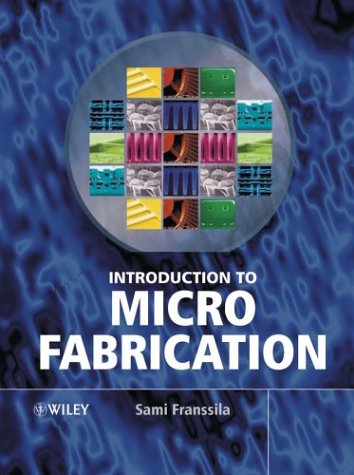 INTRODUCTION TO
MICRO
FABRICATION
WILEY
Sami Franssila